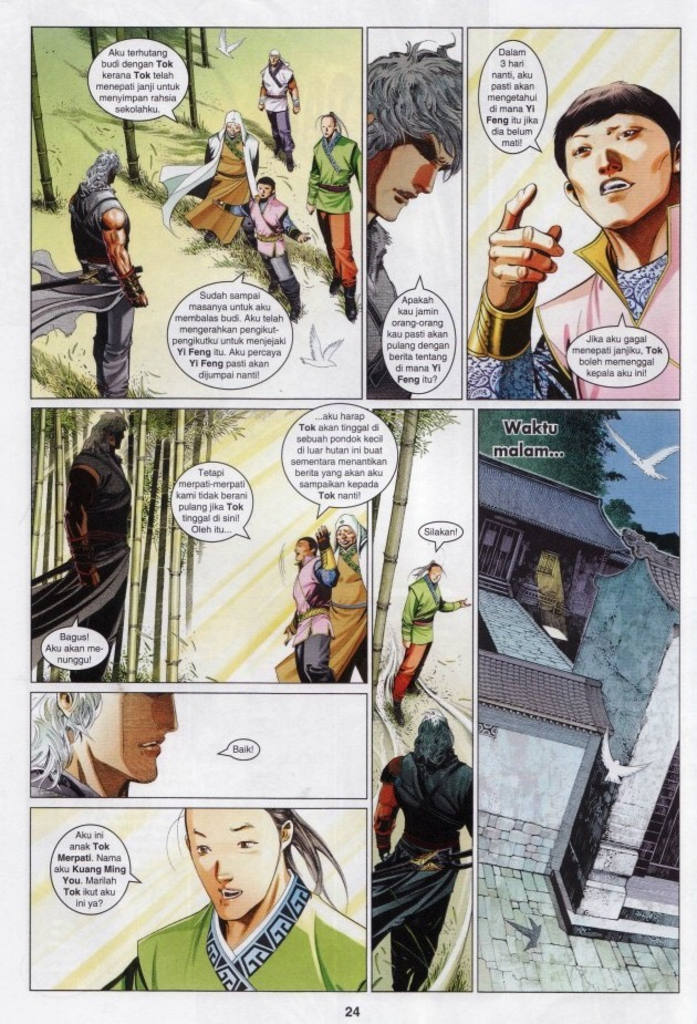 Aku terhutang
budi dengan Tok
kerana Tok telah
menepati janji untuk
menyimpan rahsia
sekolahku.
Sudah sampai
masanya untuk aku
membalas budi. Aku telah
mengerahkan pengikut-
pengikutku untuk menjejaki
Yi Feng itu. Aku percaya
Yi Feng pasti akan
dijumpai nanti!
Apakah
kau jamin
orang-orang
kau pasti akan
pulang dengan
berita tentang
di mana Yi
Feng itu?
Dalam
3 hari
nanti, aku
pasti akan
mengetahui
di mana Yi
Feng itu jika
dia belum
mati!
Jika aku gagal
menepati janjiku, Tok
boleh memenggal
kepala aku ini!
Tetapi
merpati-merpati
kami tidak berani
pulang jika Tok
tinggal di sini!
Oleh itu...
...aku harap
Tok akan tinggal di
sebuah pondok kecil
di luar hutan ini buat
sementara menantikan
berita yang akan aku
sampaikan kepada
Tok nanti!
Bagus!
Aku akan me-
nunggu!
Baik!
Aku ini
anak Tok
Merpati. Nama
aku Kuang Ming
You. Marilah
Tok ikut aku
ini ya?
Silakan!
Waktu
malam...
24